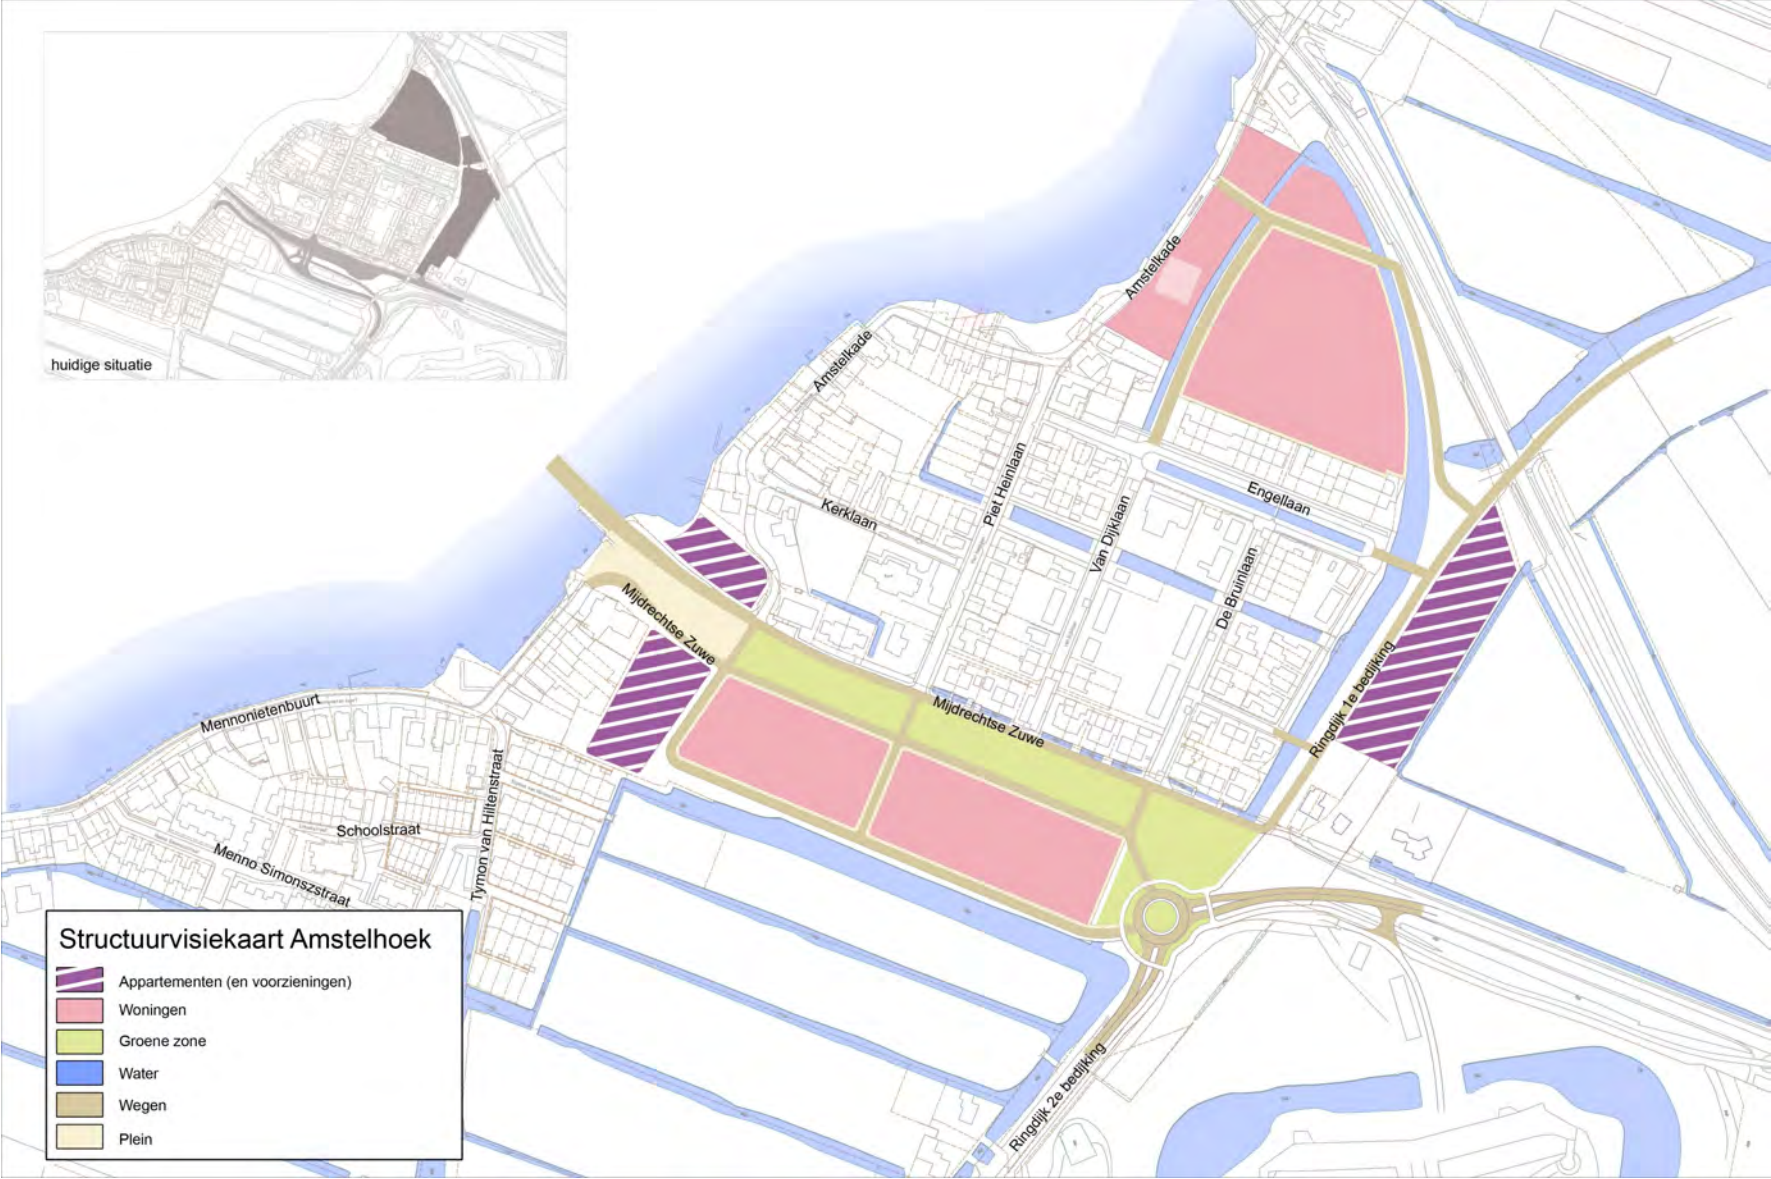 huidige situatie
Amstelkade
Amstelkade
Piet Heinlaan
Kerklaan
Van Dijklaan
Engellaan
De Bruinlaan
Mijdrechtse Zuwe
Mijdrechtse Zuwe
Ringdijk 1e bedijking
Mennonietenbuurt
Tymon van Hiltenstraat
Schoolstraat
Menno Simonszstraat
Ringdijk 2e bedijking
Structuurvisiekaart Amstelhoek
Appartementen (en voorzieningen)
Woningen
Groene zone
Water
Wegen
Plein